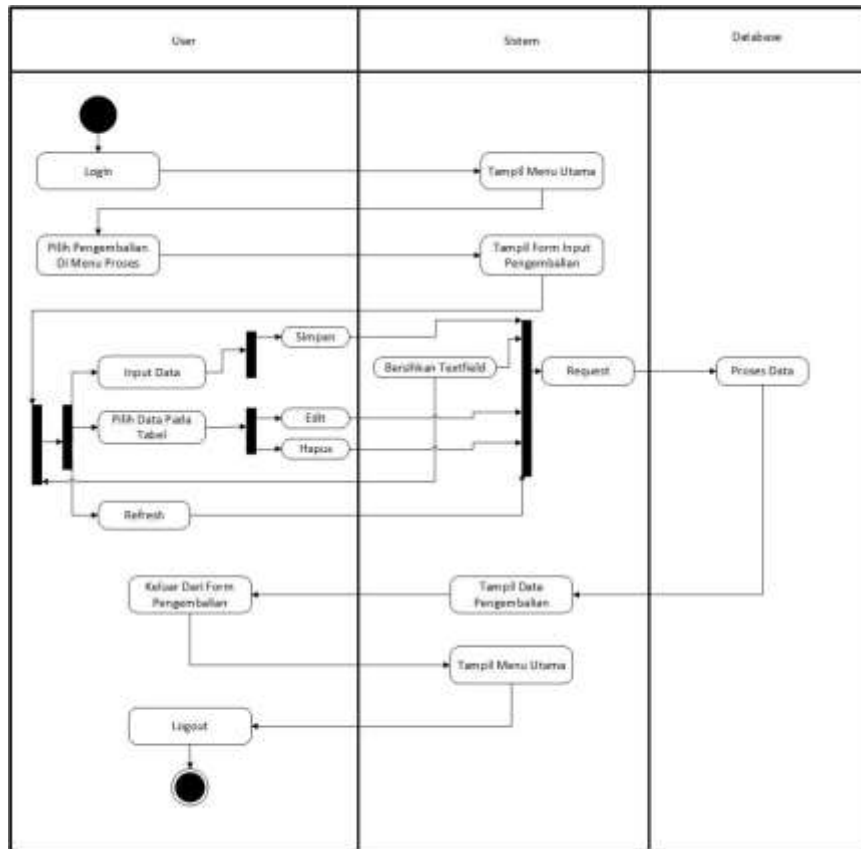 User
Sistem
Database
Login
Tampil Menu Utama
Pilih Pengembalian
Di Menu Proses
Tampil Form Input
Pengembalian
Simpan
Input Data
Bersihkan Textfield
Request
Proses Data
Pilih Data Pada
Tabel
Edit
Hapus
Refresh
Keluar Dari Form
Pengembalian
Tampil Data
Pengembalian
Tampil Menu Utama
Logout